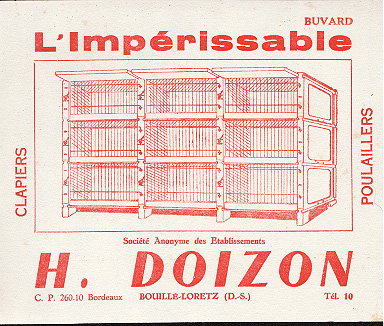 BUVARD
L'Impérissable
CLAPIERS
POULAILLERS
Société Anonyme des Etablissements
H. DOIZON
C. P. 260.10 Bordeaux BOUILLÉ-LORETZ (D.-S.) Tél. 10